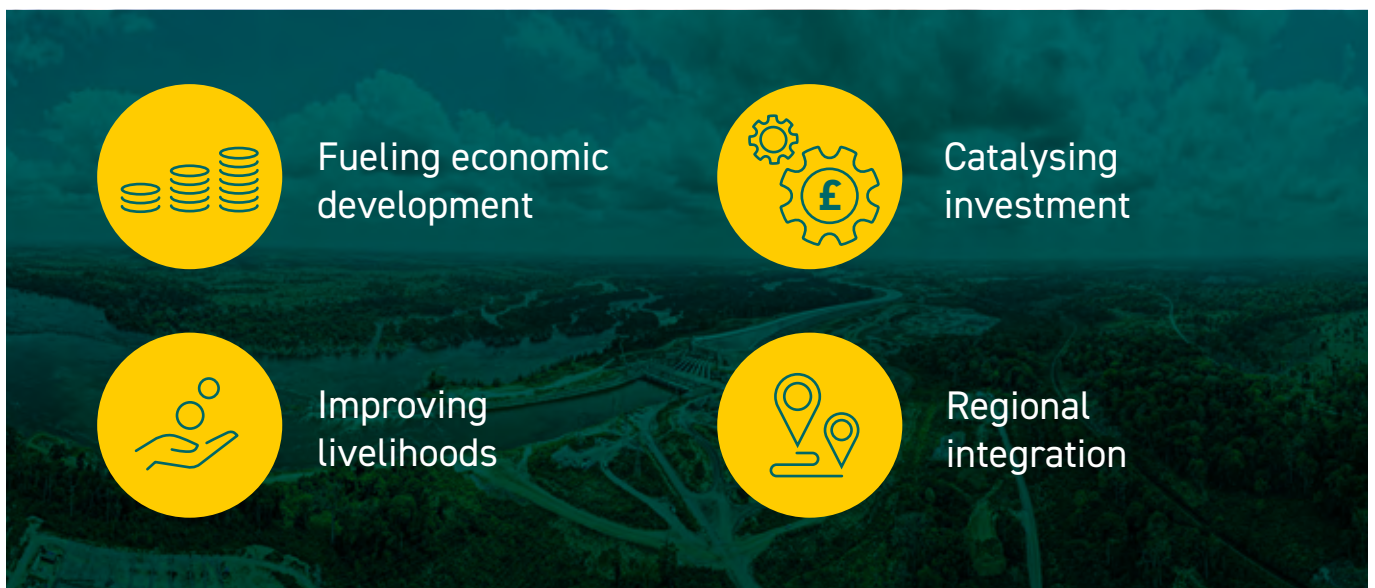 Fueling economic
development
£
Catalysing
investment
Improving
livelihoods
Regional
integration